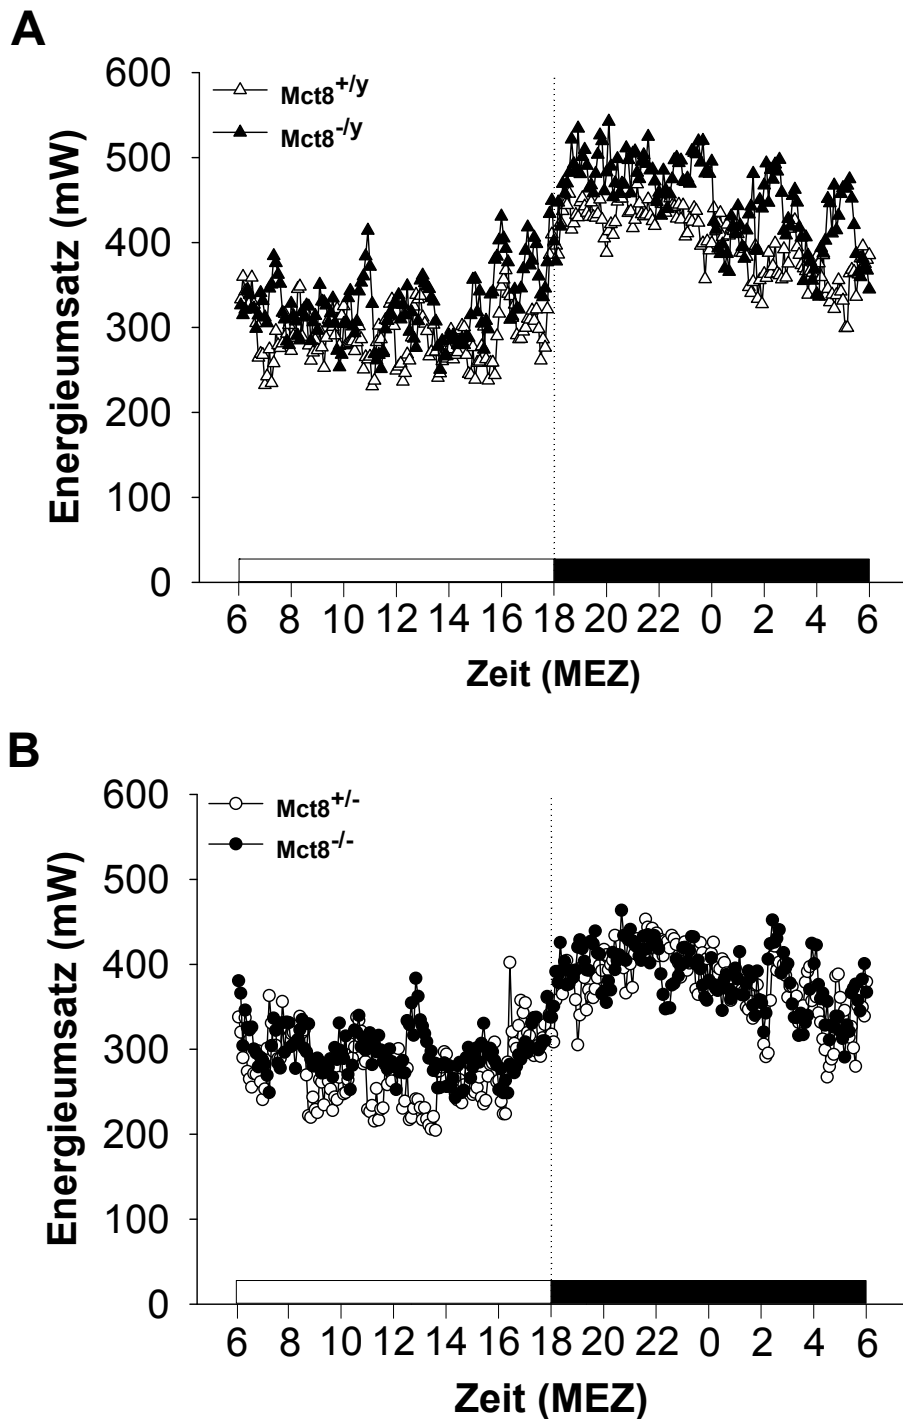 A
600
500
400
300
200
100
0
Energieumsatz (mW)
Mct8+/y
Mct8-/y
6 8 10 12 14 16 18 20 22 0 2 4 6
Zeit (MEZ)
B
600
500
400
300
200
100
0
Energieumsatz (mW)
Mct8+/-
Mct8-/-
6 8 10 12 14 16 18 20 22 0 2 4 6
Zeit (MEZ)